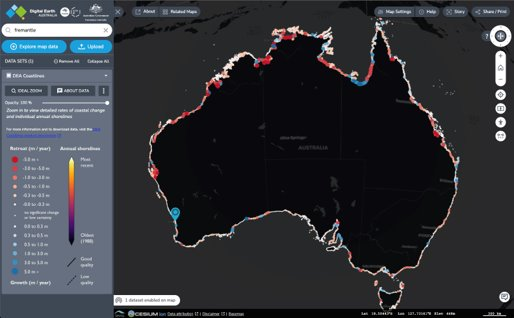 Digital Earth
AUSTRALIA
About
Related Maps
Map Settings
Help
Story
Share / Print
fremantle
Explore map data
Upload
DATA SETS (1)
Remove All
Collapse All
DEA Coastlines
IDEAL ZOOM
ABOUT DATA
Opacity: 100 %
Zoom in to view detailed rates of coastal change
and individual annual shorelines
For more information and to download data, visit the
Retreat (m / year)
Annual shorelines
-5.0 m +
-3.0 to -5.0 m
-1.0 to -3.0 m
-0.5 to -1.0 m
-0.2 to -0.5 m
-0.0 to -0.2 m
no significant change
or low certainty
0.0 to 0.2 m
0.2 to 0.5 m
0.5 to 1.0 m
1.0 to 3.0 m
3.0 to 5.0 m
5.0 m +
Growth (m / year)
Most
recent
Oldest
(1988)
Good
quality
Low
quality
AUSTRALIA
1 dataset enabled on map
CESIUM ion
Data attribution
Disclaimer
Basemap